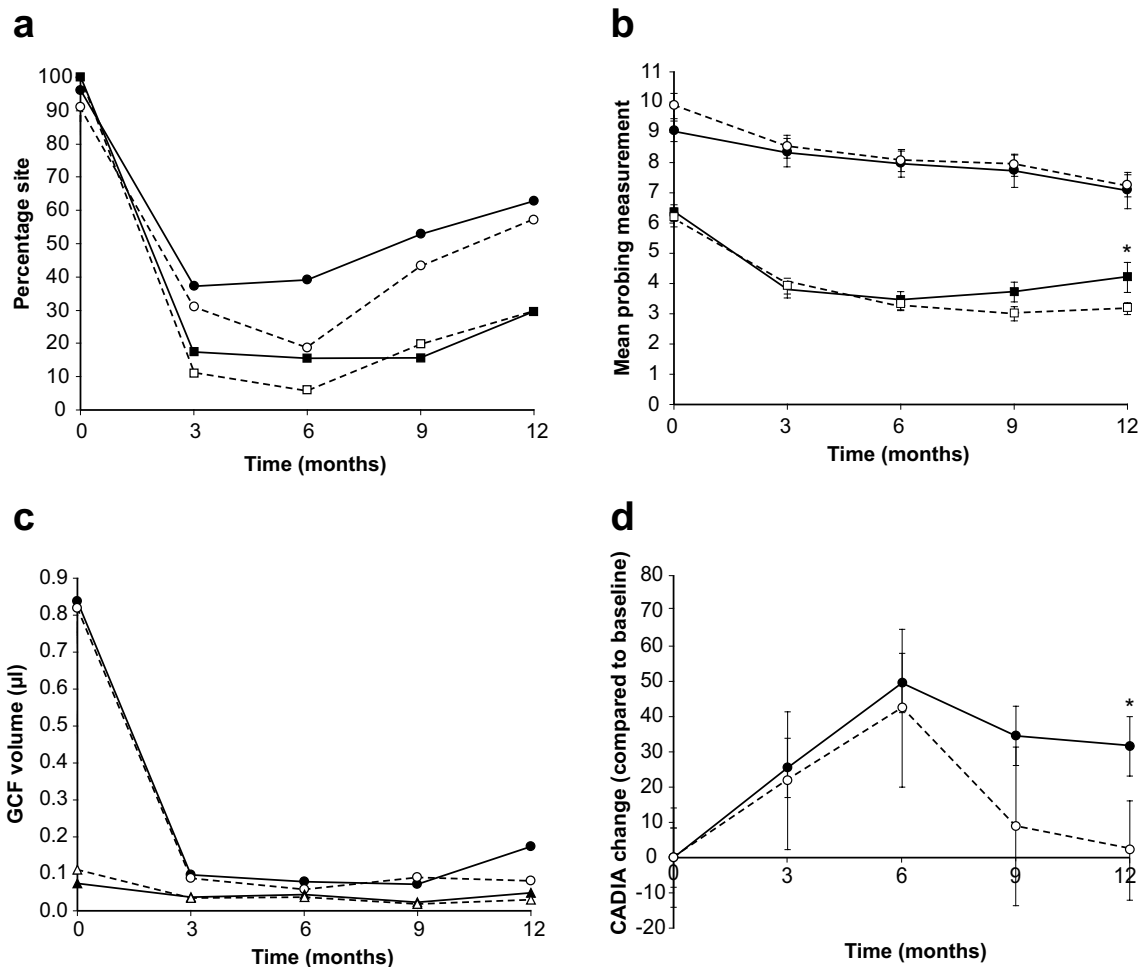 a
100
90
80
70
60
50
40
30
20
10
0
Percentage site
0 3 6 9 12
Time (months)
b
11
10
9
8
7
6
5
4
3
2
1
0
Mean probing measurement
*
0 3 6 9 12
Time (months)
c
0.9
0.8
0.7
0.6
0.5
0.4
0.3
0.2
0.1
0.0
GCF volume (µl)
0 3 6 9 12
Time (months)
d
80
70
60
50
40
30
20
10
0
-10
-20
CADIA change (compared to baseline)
*
0 3 6 9 12
Time (months)